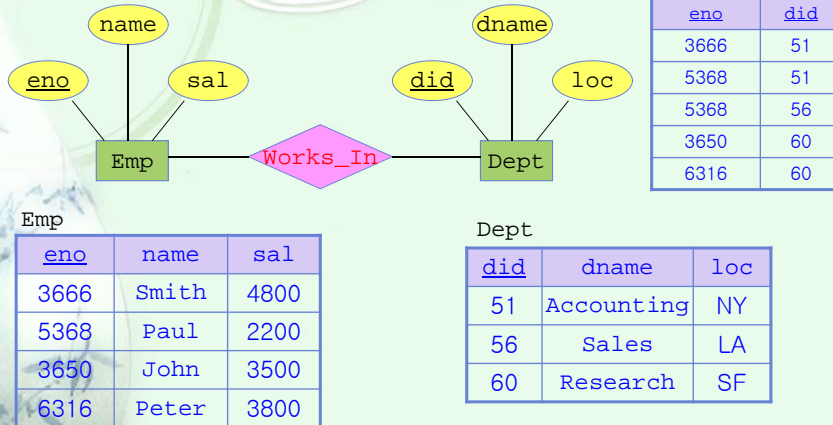 name
eno
sal
Emp
Works_In
dname
did
loc
Dept
eno did
3666 51
5368 51
5368 56
3650 60
6316 60
Emp
eno name sal
3666 Smith 4800
5368 Paul 2200
3650 John 3500
6316 Peter 3800
Dept
did dname loc
51 Accounting NY
56 Sales LA
60 Research SF